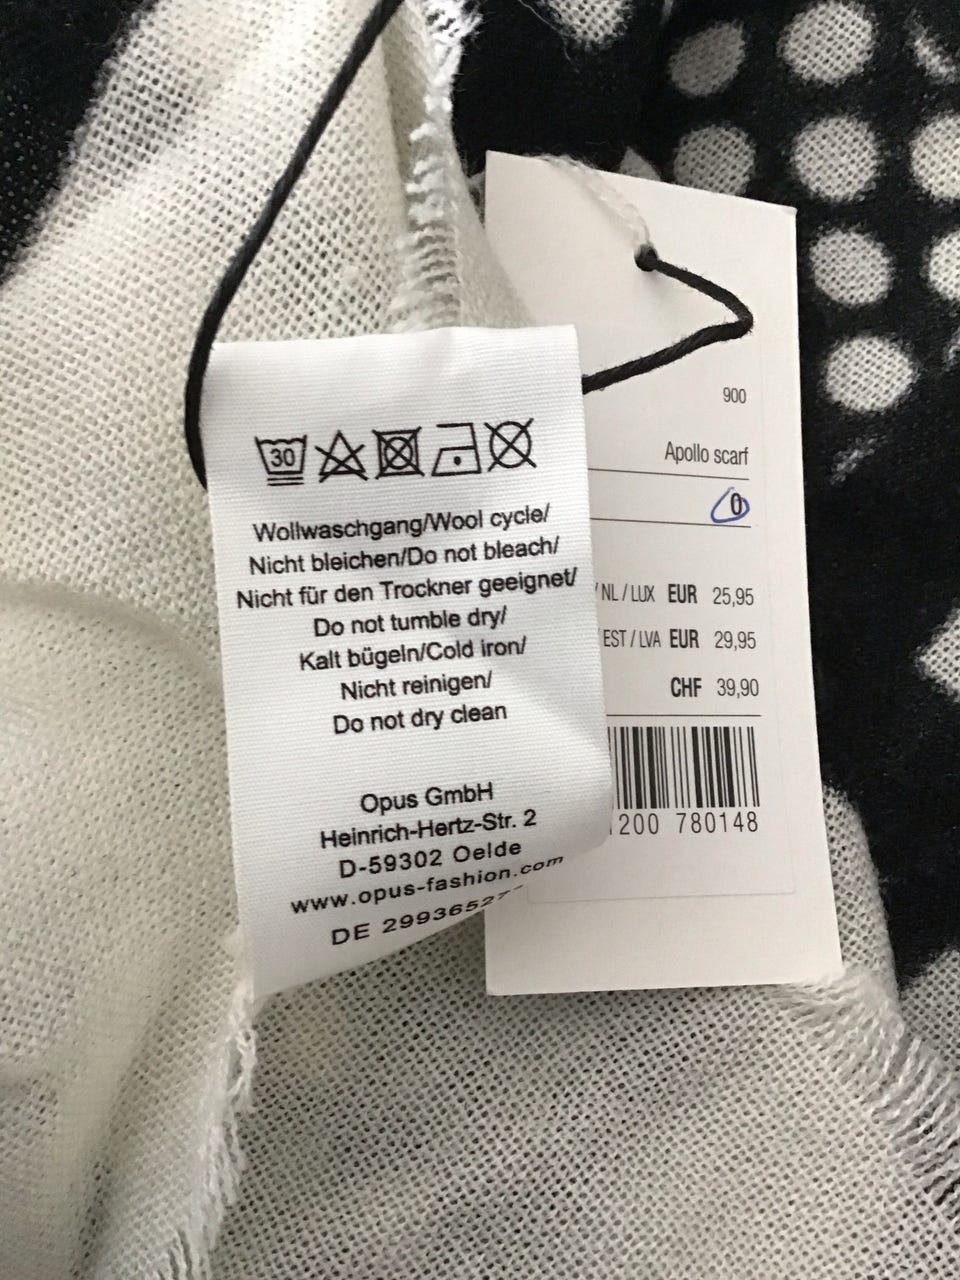 30
Wollwaschgang/Wool cycle/
Nicht bleichen/Do not bleach/
Nicht für den Trockner geeignet/
Do not tumble dry/
Kalt bügeln/Cold iron/
Nicht reinigen/
Do not dry clean
Opus GmbH
Heinrich-Hertz-Str. 2
D-59302 Oelde
www.opus-fashion.com
DE 29936527
900
Apollo scarf
0
/ NL / LUX EUR 25,95
EST / LVA EUR 29,95
CHF 39,90
200 780148